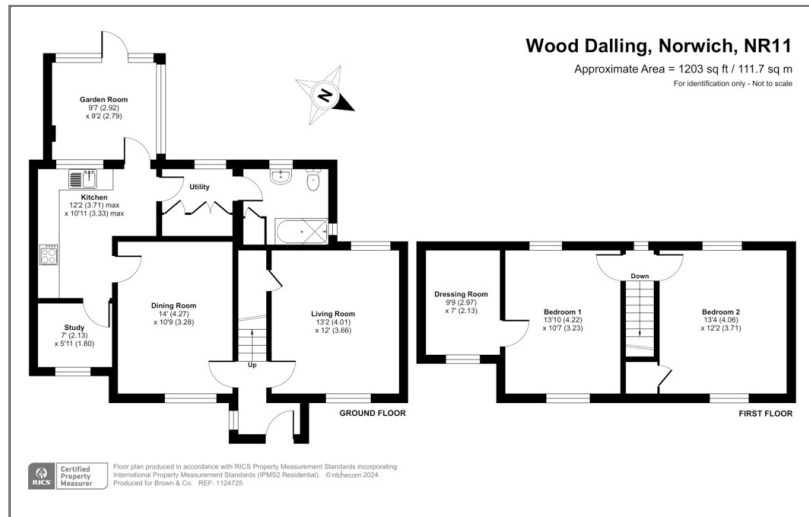 Wood Dalling, Norwich, NR11
Approximate Area = 1203 sq ft / 111.7 sq m
For identification only - Not to scale
N
Garden Room
9'7 (2.92)
x 9'2 (2.79)
Kitchen
12'2 (3.71) max
x 10'11 (3.33) max
Utility
Dining Room
14' (4.27)
x 10'9 (3.28)
Living Room
13'2 (4.01)
x 12' (3.66)
Study
7' (2.13)
x 5'11 (1.80)
Up
GROUND FLOOR
Dressing Room
9'9 (2.97)
x 7' (2.13)
Bedroom 1
13'10 (4.22)
x 10'7 (3.23)
Down
Bedroom 2
13'4 (4.06)
x 12'2 (3.71)
FIRST FLOOR
RICS
Certified
Property
Measurer
Floor plan produced in accordance with RICS Property Measurement Standards incorporating
International Property Measurement Standards (IPMS2 Residential). © nichecom 2024.
Produced for Brown & Co. REF: 1124725